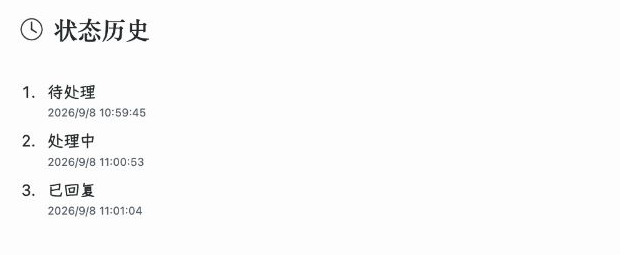 状态历史
1. 待处理
2026/9/8 10:59:45
2. 处理中
2026/9/8 11:00:53
3. 已回复
2026/9/8 11:01:04